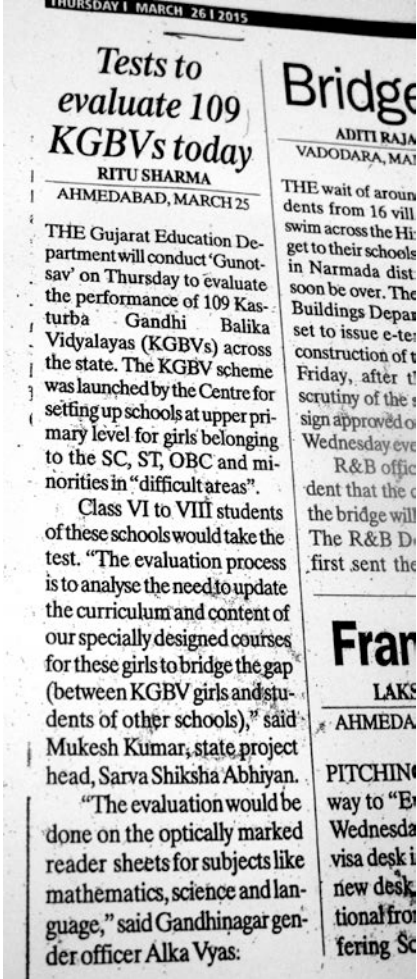 THURSDAY | MARCH 26 | 2015
Tests to
evaluate 109
KGBVs today
RITU SHARMA
AHMEDABAD, MARCH 25
THE Gujarat Education De-
partment will conduct ‘Gunot-
sav’ on Thursday to evaluate
the performance of 109 Kas-
turba Gandhi Balika
Vidyalayas (KGBVs) across
the state. The KGBV scheme
was launched by the Centre for
setting up schools at upper pri-
mary level for girls belonging
to the SC, ST, OBC and mi-
norities in “difficult areas”.
Class VI to VIII students
of these schools would take the
test. “The evaluation process
is to analyse the need to update
the curriculum and content of
our specially designed courses
for these girls to bridge the gap
(between KGBV girls and stu-
dents of other schools),” said
Mukesh Kumar, state project
head, Sarva Shiksha Abhiyan.
“The evaluation would be
done on the optically marked
reader sheets for subjects like
mathematics, science and lan-
guage,” said Gandhinagar gen-
der officer Alka Vyas.
Bridge
ADITI RAJA
VADODARA, MA
THE wait of aroun
dents from 16 vill
swim across the Hi
get to their schools
in Narmada dist
soon be over. The
Buildings Depar
set to issue e-te
construction of t
Friday, after t
scrutiny of the s
sign approved o
Wednesday eve
R&B offic
dent that the c
the bridge will
The R&B D
first sent the
Fran
LAKS
AHMEDA
PITCHING
way to “E
Wednesda
visa desk i
new desk
tional fro
fering Sc